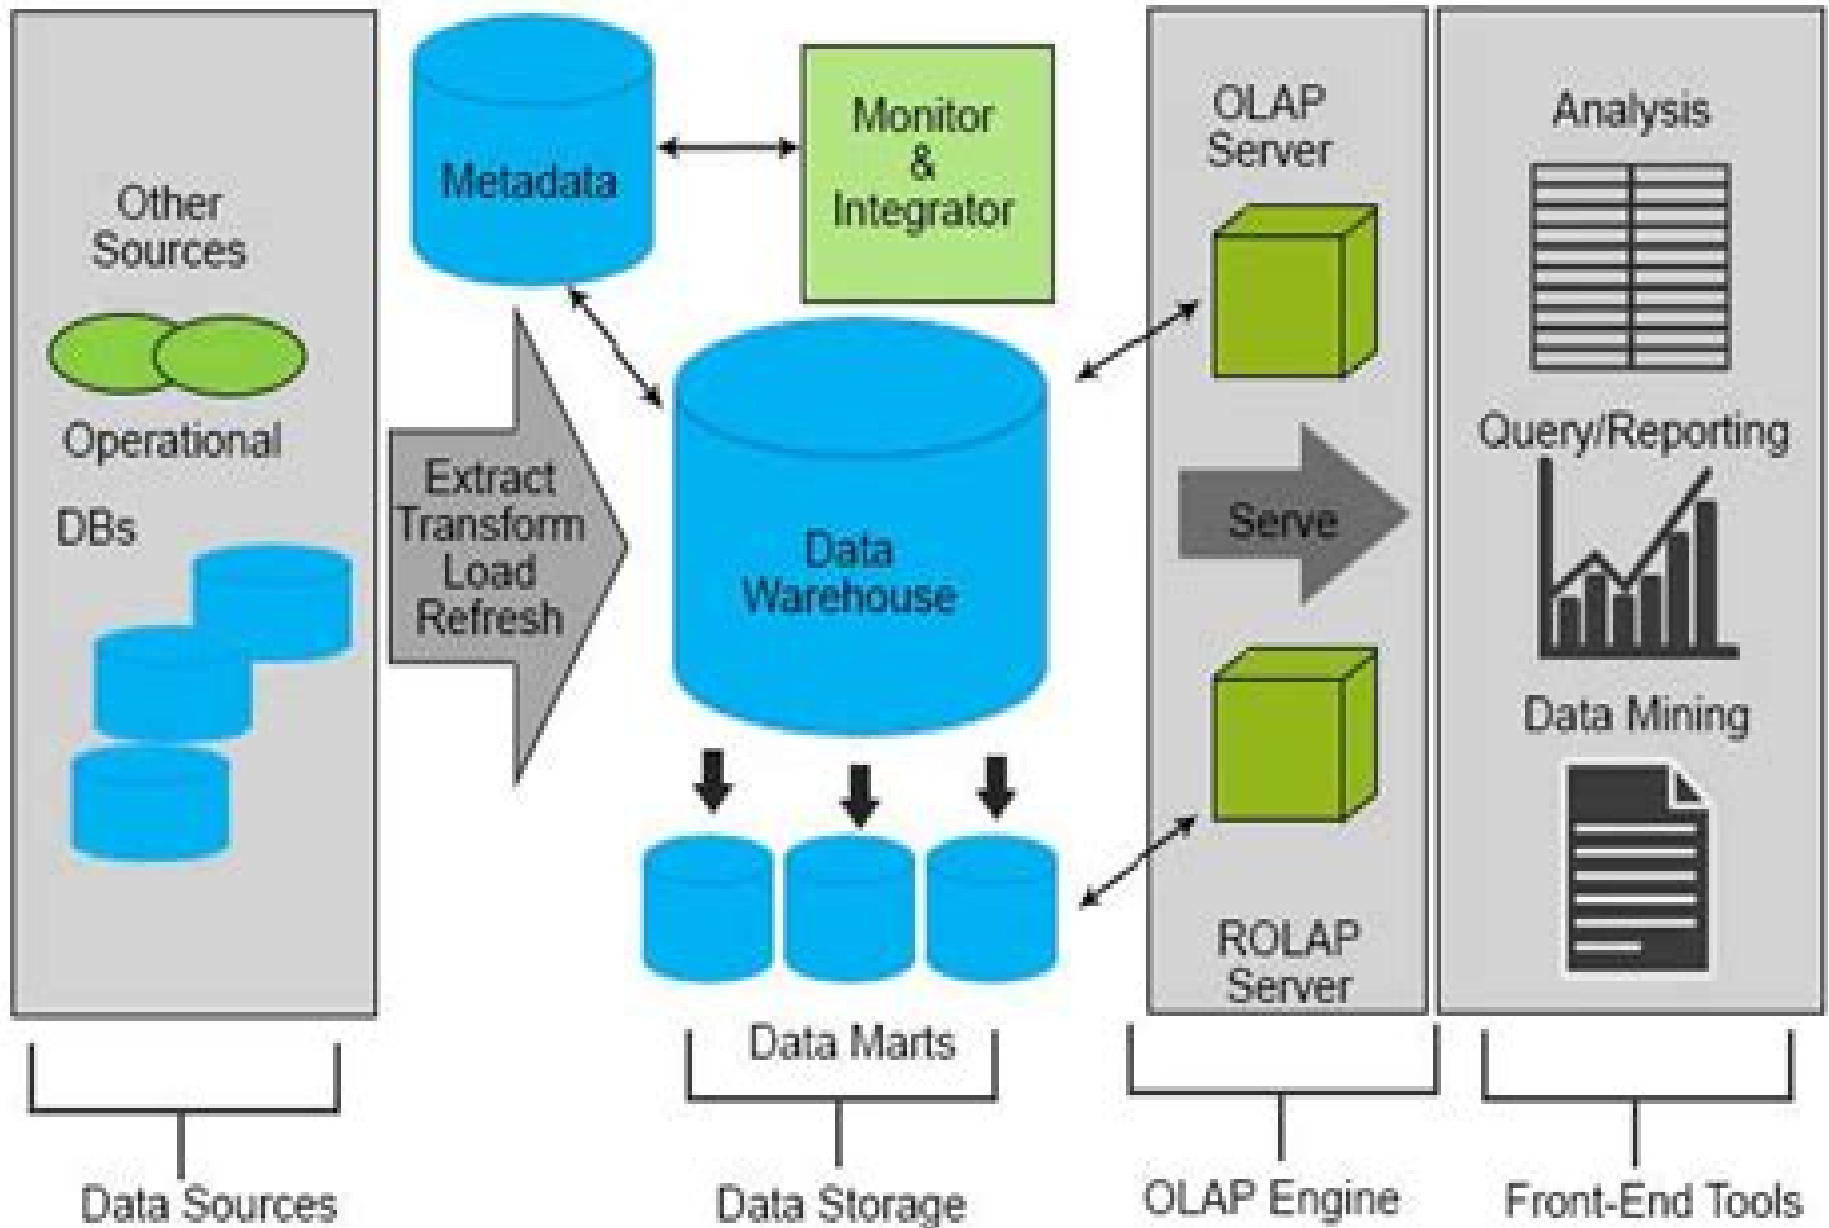 Other
Sources
Operational
DBs
Metadata
Monitor
&
Integrator
Extract
Transform
Load
Refresh
Data
Warehouse
Data Marts
OLAP
Server
Serve
ROLAP
Server
Analysis
Query/Reporting
Data Mining
Data Sources
Data Storage
OLAP Engine
Front-End Tools